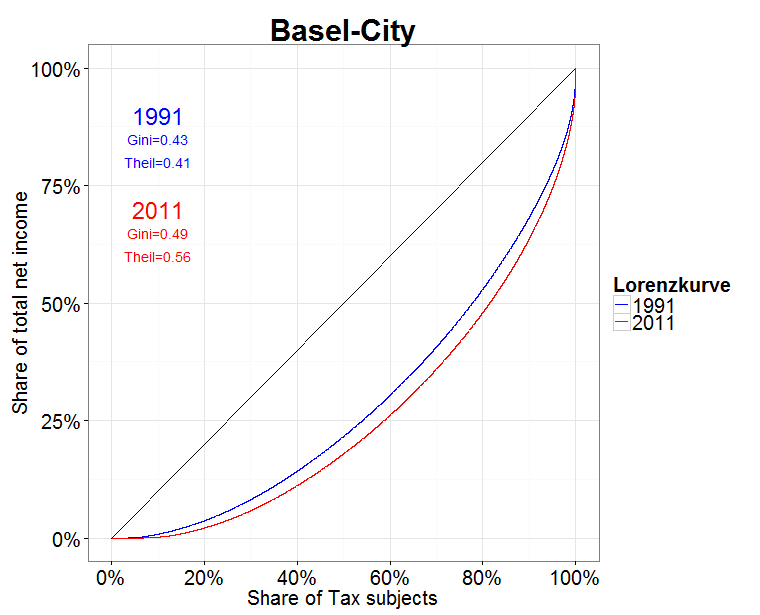 Basel-City
100%
75%
50%
25%
0%
Share of total net income
1991
Gini=0.43
Theil=0.41
2011
Gini=0.49
Theil=0.56
0%
20%
40%
60%
80%
100%
Share of Tax subjects
Lorenzkurve
1991
2011